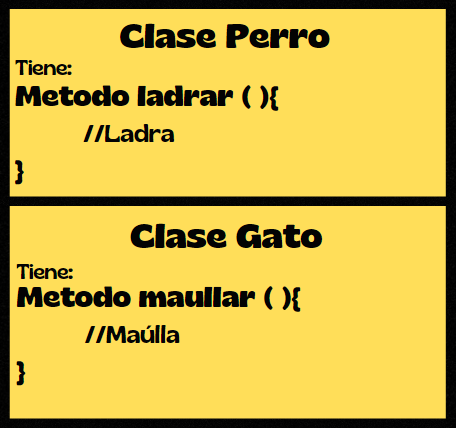 Clase Perro
Tiene:
Metodo ladrar ( ){
//Ladra
}
Clase Gato
Tiene:
Metodo maullar ( ){
//Maúlla
}